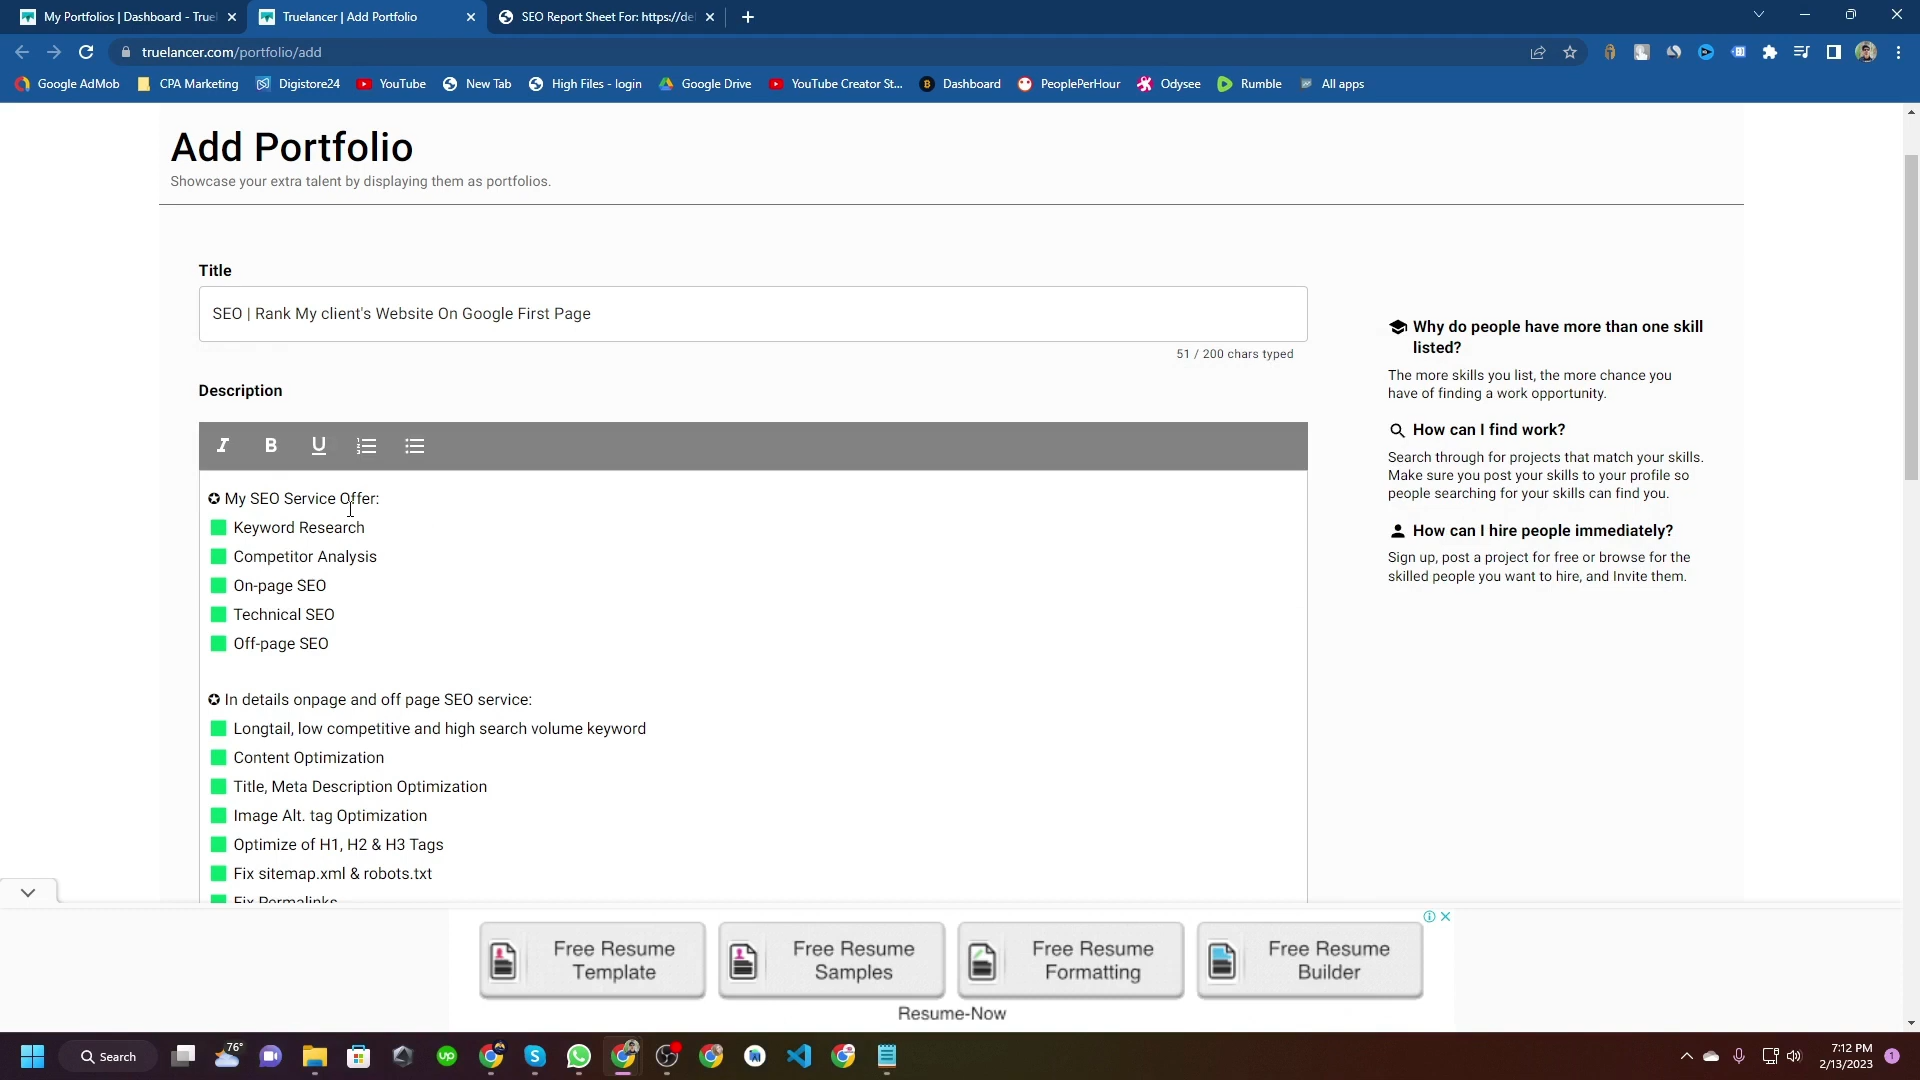 My Portfolios | Dashboard - True
Truelancer | Add Portfolio
SEO Report Sheet For: https://de
truelancer.com/portfolio/add
Google AdMob
CPA Marketing
Digistore24
YouTube
New Tab
High Files - login
Google Drive
YouTube Creator St...
Dashboard
PeoplePerHour
Odysee
Rumble
All apps
Add Portfolio
Showcase your extra talent by displaying them as portfolios.
Title
SEO | Rank My client's Website On Google First Page
51 / 200 chars typed
Description
I B U
✪ My SEO Service Offer:
Keyword Research
Competitor Analysis
On-page SEO
Technical SEO
Off-page SEO
✪ In details onpage and off page SEO service:
Longtail, low competitive and high search volume keyword
Content Optimization
Title, Meta Description Optimization
Image Alt. tag Optimization
Optimize of H1, H2 & H3 Tags
Fix sitemap.xml & robots.txt
Fix Permalinks
Why do people have more than one skill
listed?
The more skills you list, the more chance you
have of finding a work opportunity.
How can I find work?
Search through for projects that match your skills.
Make sure you post your skills to your profile so
people searching for your skills can find you.
How can I hire people immediately?
Sign up, post a project for free or browse for the
skilled people you want to hire, and Invite them.
Free Resume
Template
Free Resume
Samples
Free Resume
Formatting
Free Resume
Builder
Resume-Now
Search
76°
up
7:12 PM
2/13/2023
1